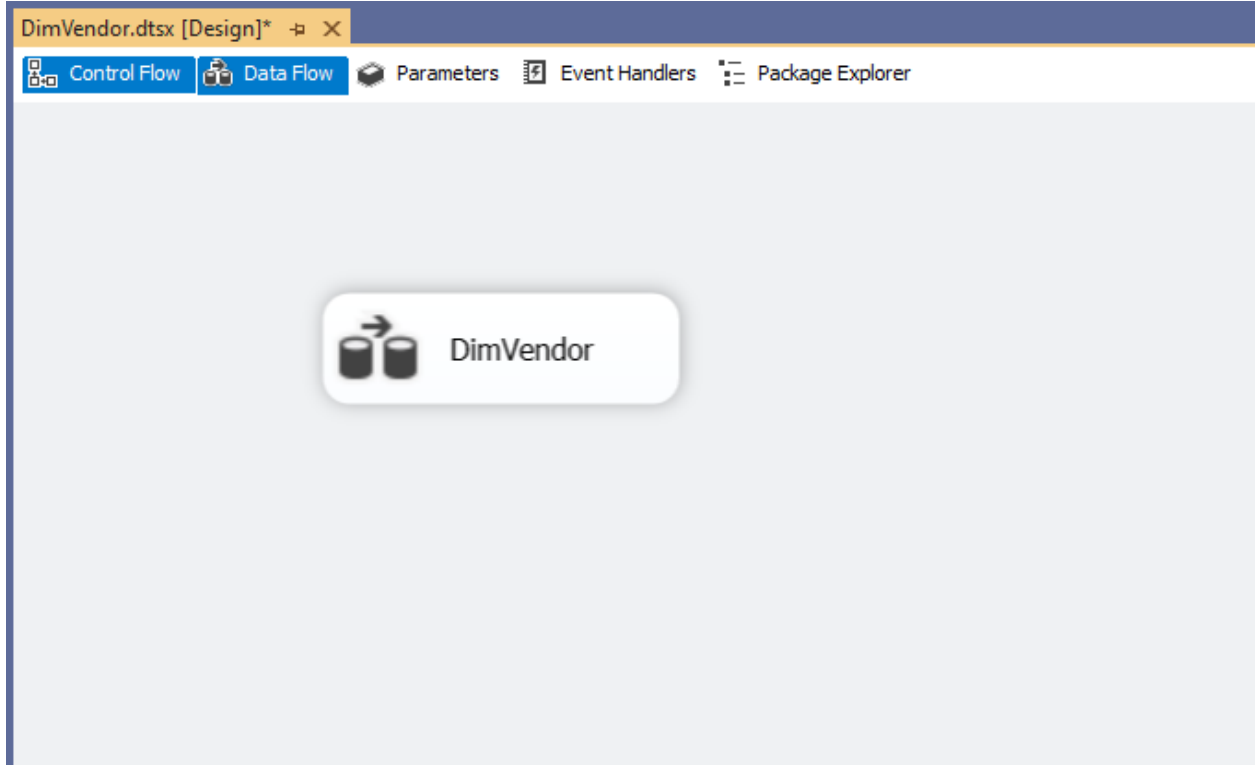 DimVendor.dtsx [Design]*
Control Flow Data Flow Parameters Event Handlers Package Explorer
DimVendor